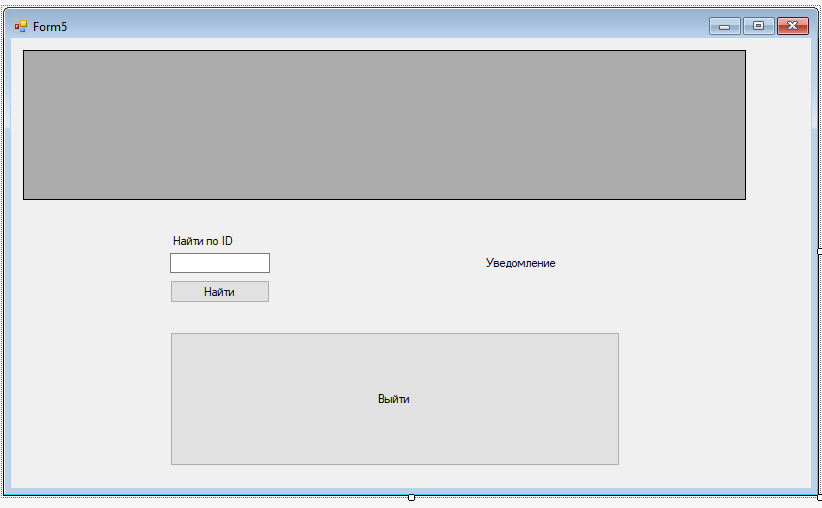 Form5
Найти по ID
Уведомление
Найти
Выйти